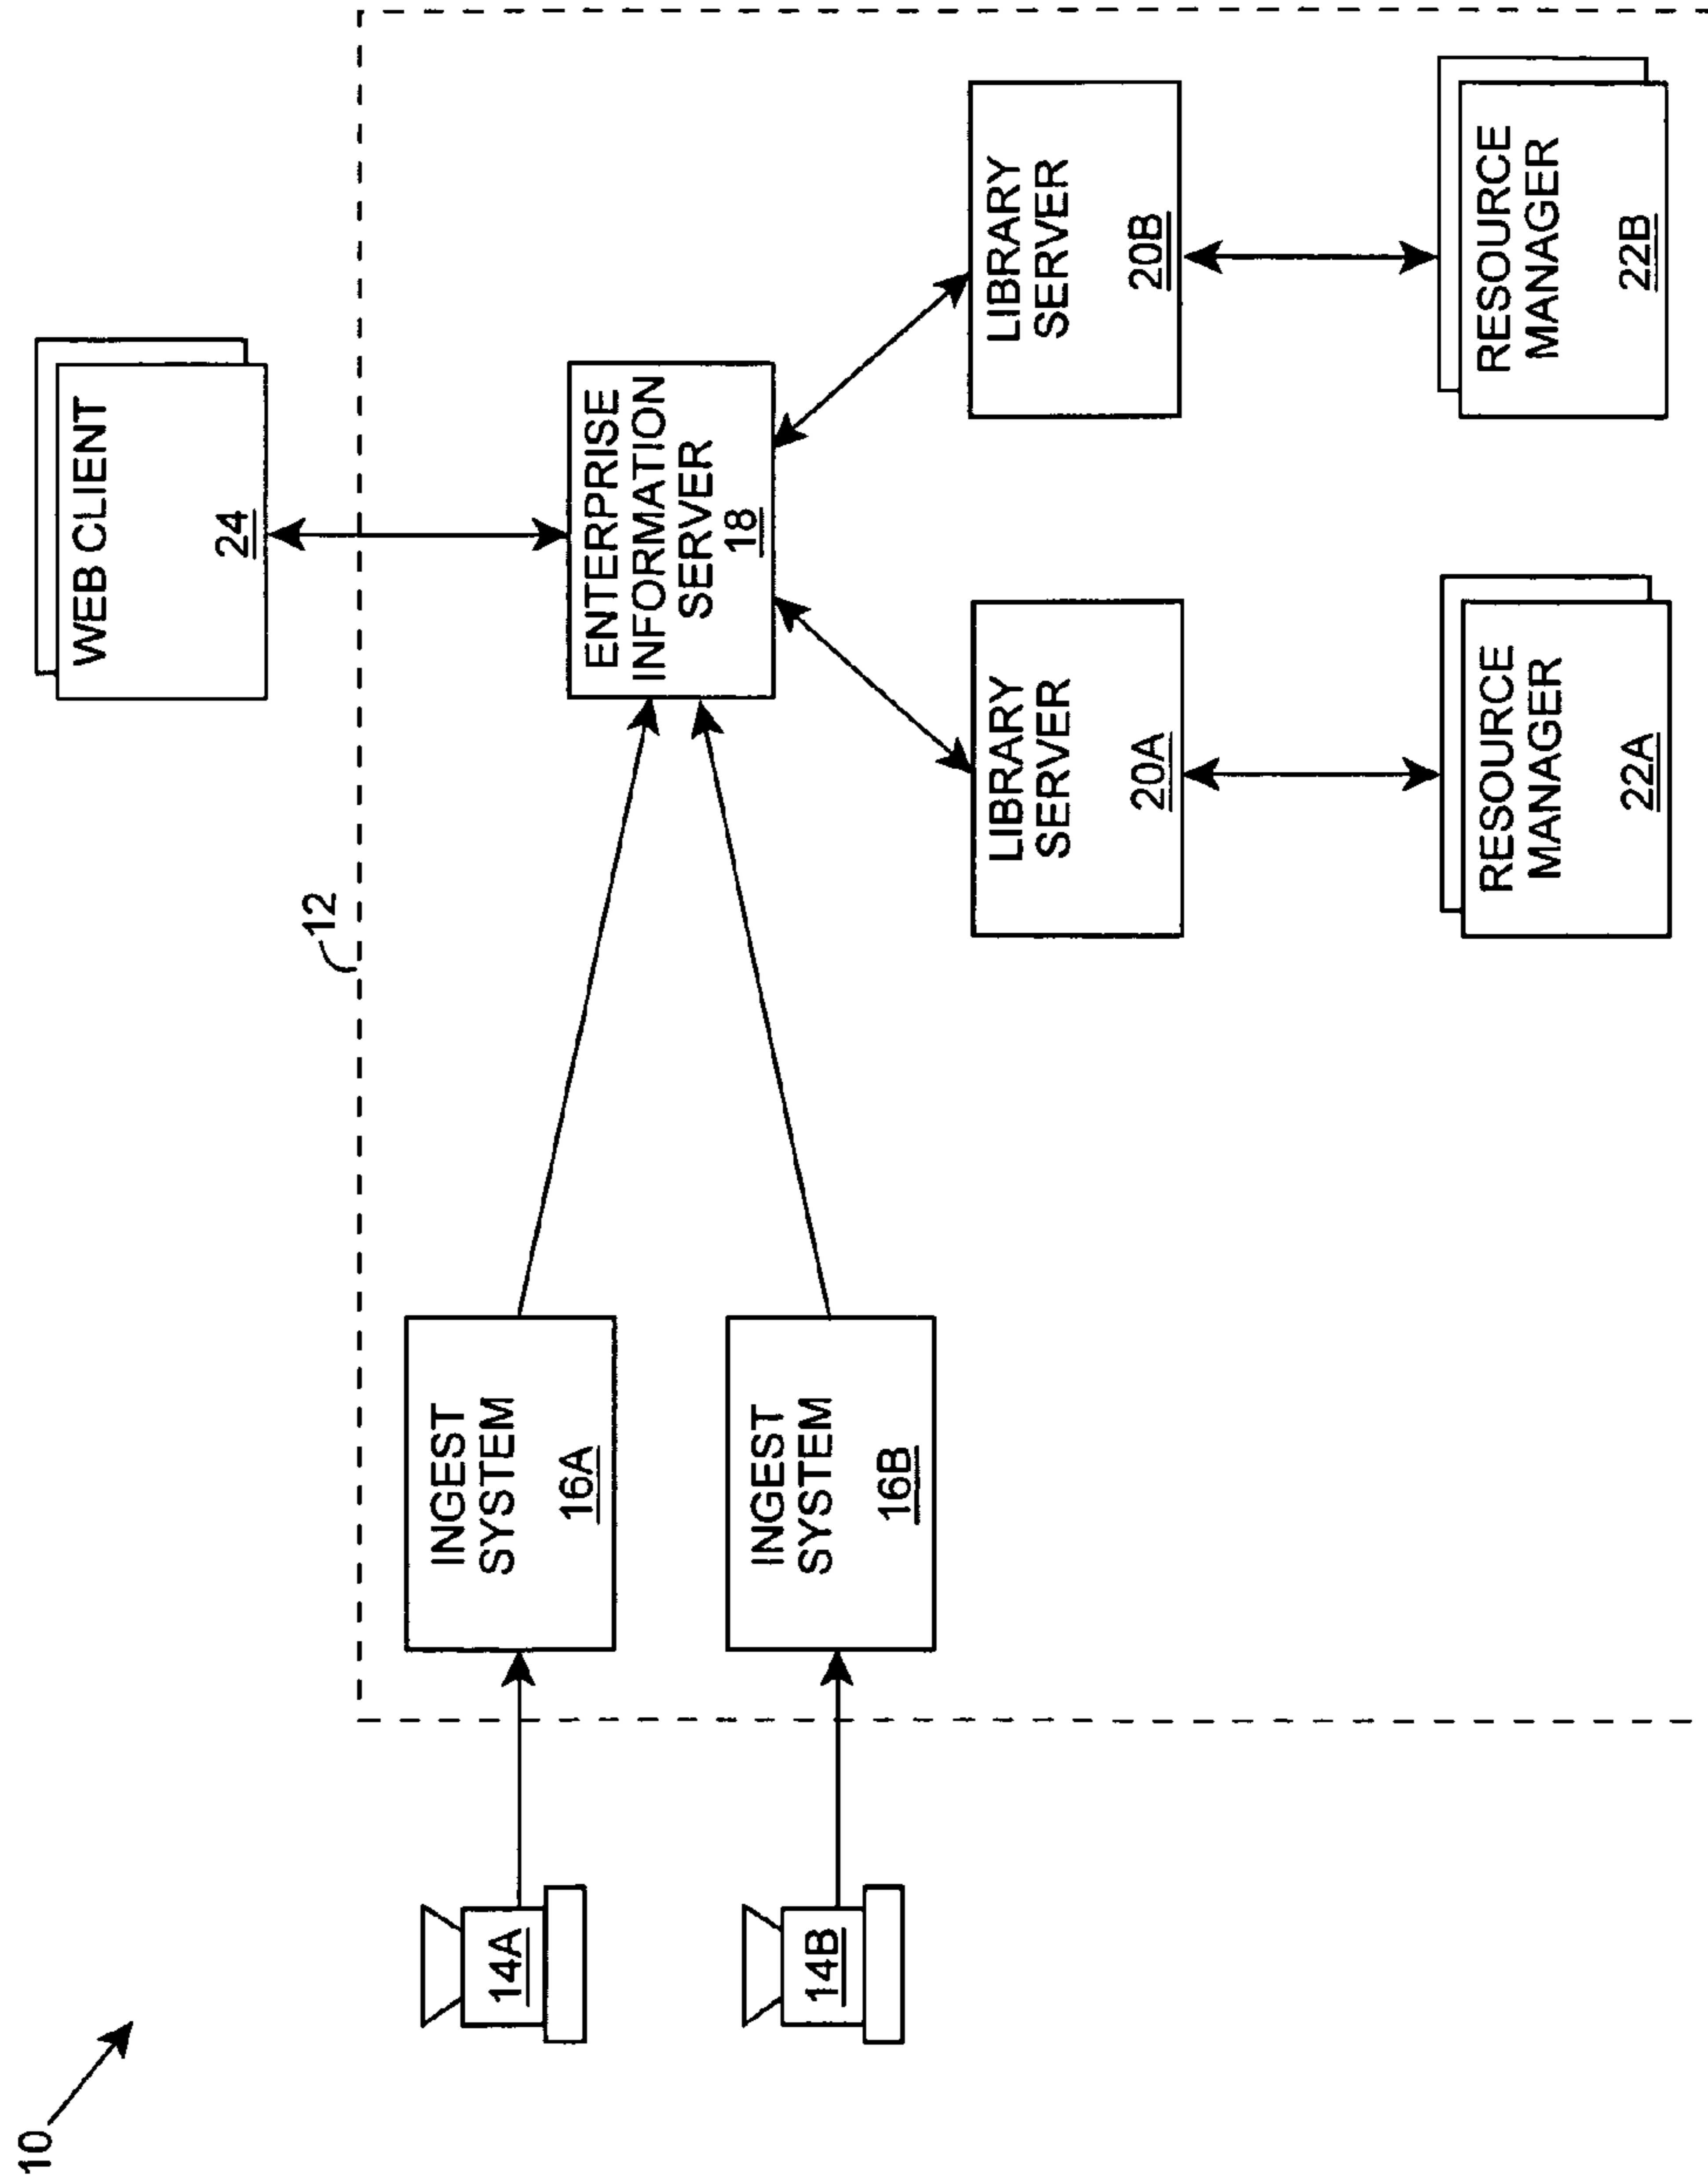 10
12
WEB CLIENT
24
ENTERPRISE
INFORMATION
SERVER
18
INGEST
SYSTEM
16A
INGEST
SYSTEM
16B
14A
14B
LIBRARY
SERVER
20A
LIBRARY
SERVER
20B
RESOURCE
MANAGER
22A
RESOURCE
MANAGER
22B